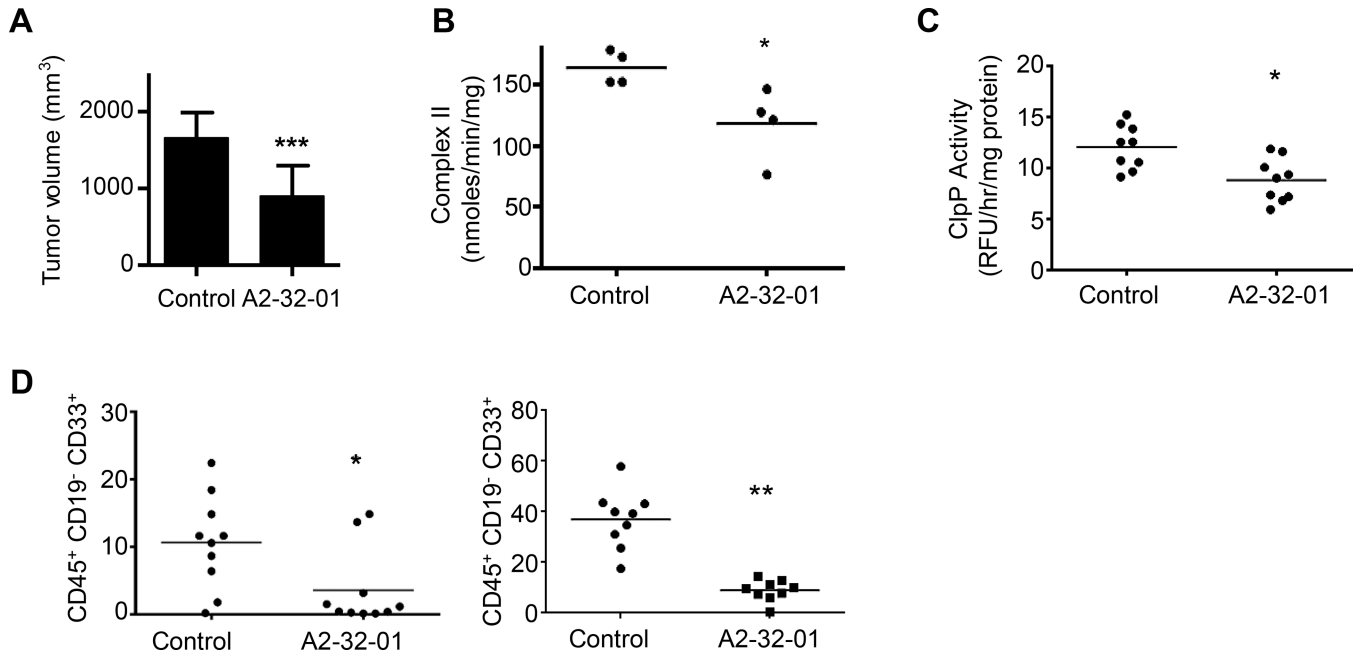 A
Tumor volume (mm³)
2000
1000
0
***
Control A2-32-01
B
Complex II
(nmoles/min/mg)
150
100
50
0
*
Control A2-32-01
C
ClpP Activity
(RFU/hr/mg protein)
20
15
10
5
0
*
Control A2-32-01
D
CD45⁺ CD19⁻ CD33⁺
30
20
10
0
*
Control A2-32-01
CD45⁺ CD19⁻ CD33⁺
80
60
40
20
0
**
Control A2-32-01